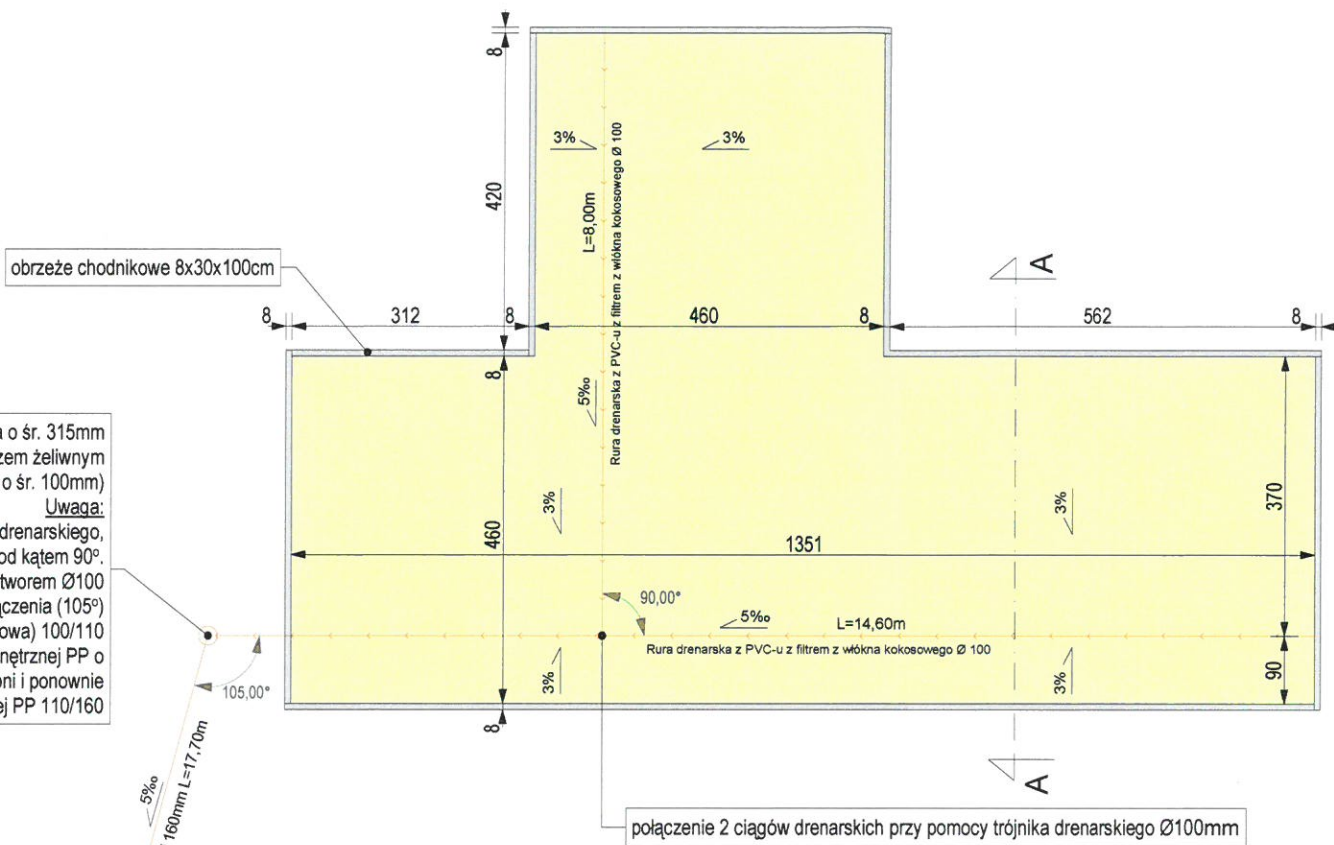 8
420
8
3%
3%
L=8,00m
Rura drenarska z PVC-u z filtrem z włókna kokosowego Ø 100
5‰
obrzeże chodnikowe 8x30x100cm
8
312
8
460
8
562
8
A
o śr. 315mm
zem żeliwnym
o śr. 100mm)
Uwaga:
drenarskiego,
od kątem 90°.
tworem Ø100
ączenia (105°)
owa) 100/110
nętrznej PP o
oni i ponownie
ej PP 110/160
460
3%
3%
370
1351
90,00°
5‰
L=14,60m
Rura drenarska z PVC-u z filtrem z włókna kokosowego Ø 100
90
3%
3%
8
105,00°
5‰
160mm L=17,70m
A
połączenie 2 ciągów drenarskich przy pomocy trójnika drenarskiego Ø100mm